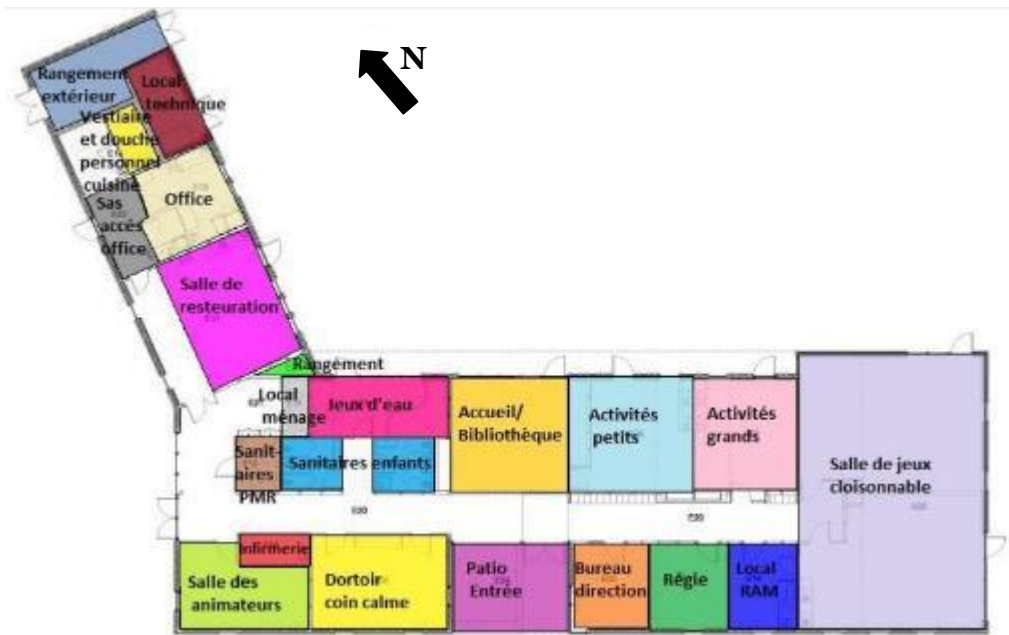 N
Rangement
extérieur
Local
technique
Vestiaire
et douche
personnel
cuisine
Office
Sas
accès
office
Salle de
resteuration
Rangement
Local
ménage
Jeux d'eau
Accueil/
Bibliothèque
Activités
petits
Activités
grands
Salle de jeux
cloisonnable
Sanit-
aires
PMR
Sanitaires enfants
E20
E20
Infirmerie
Salle des
animateurs
Dortoir
coin calme
Patio
Entrée
Bureau
direction
Régie
Local
RAM